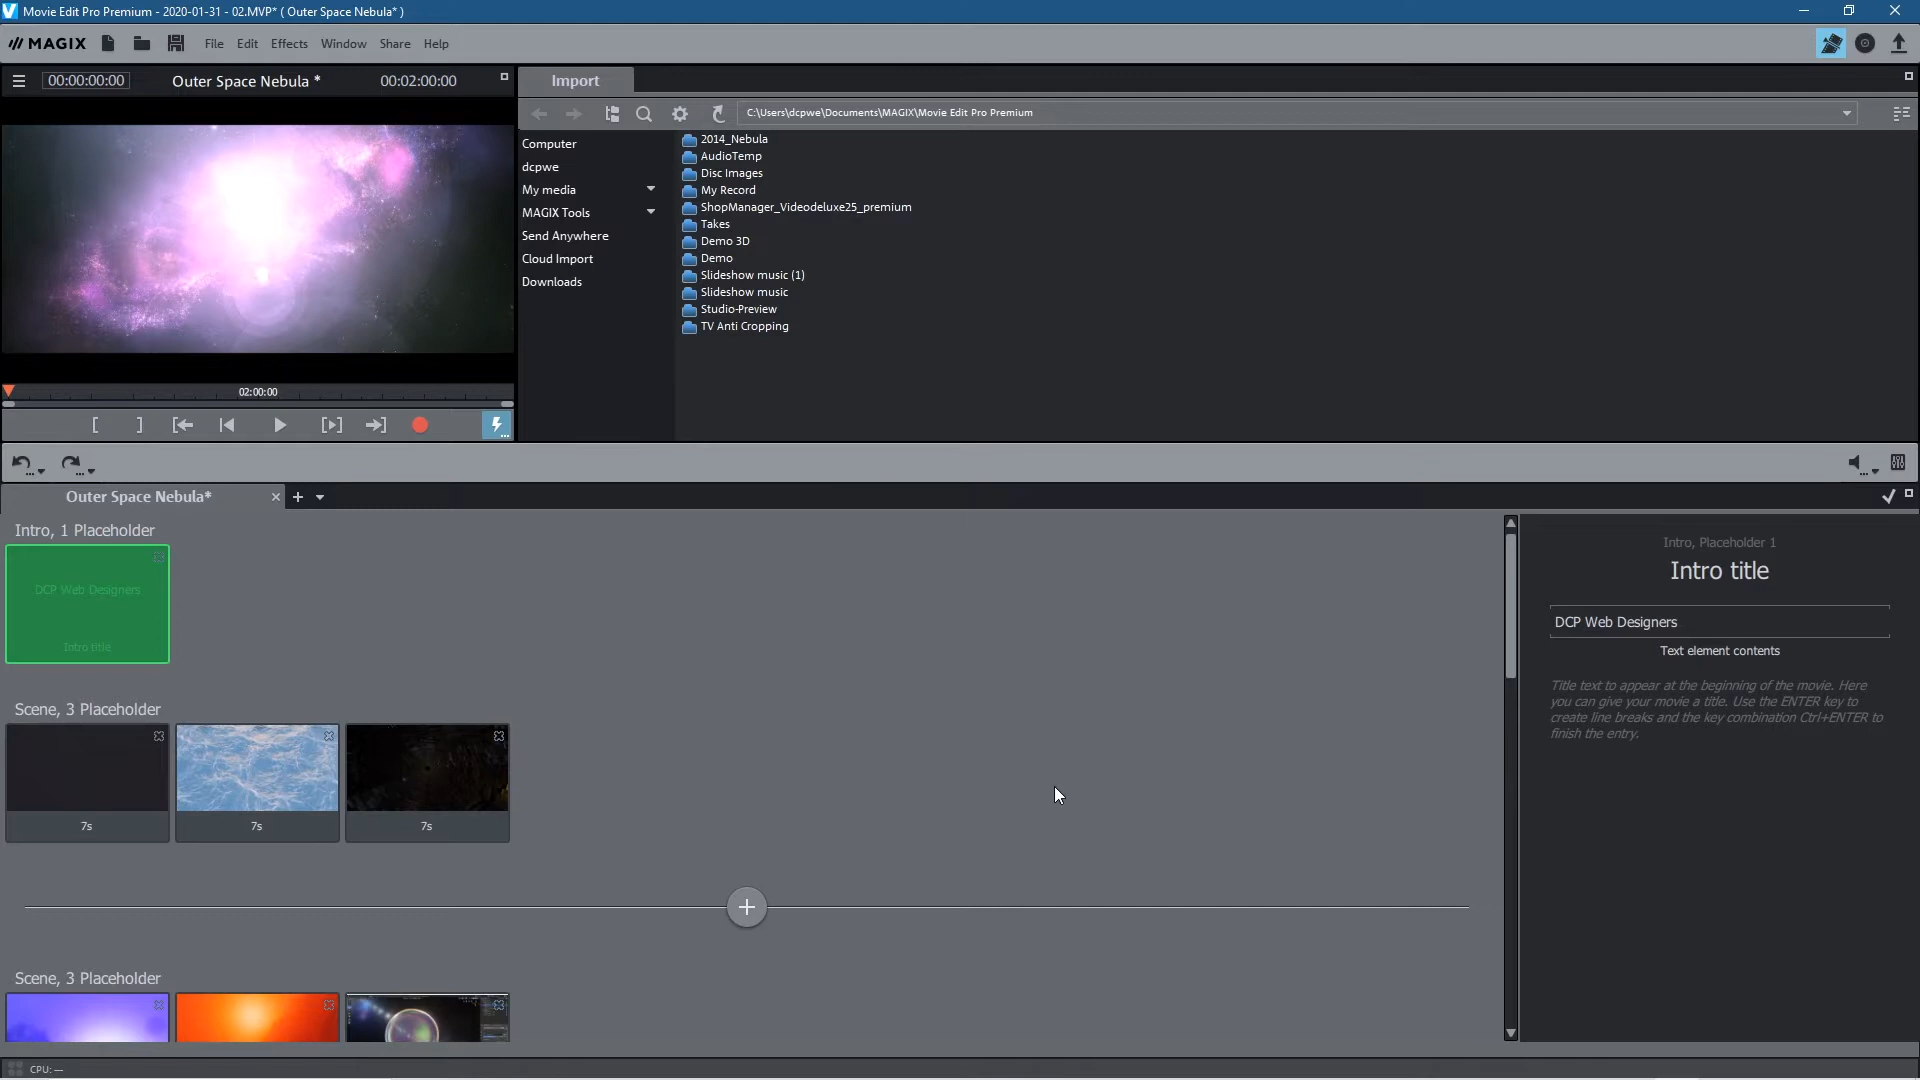 Movie Edit Pro Premium - 2020-01-31 - 02.MVP* ( Outer Space Nebula* )
MAGIX File Edit Effects Window Share Help
00:00:00:00 Outer Space Nebula * 00:02:00:00
Import
C:\Users\dcpwe\Documents\MAGIX\Movie Edit Pro Premium
Computer
dcpwe
My media
MAGIX Tools
Send Anywhere
Cloud Import
Downloads
2014_Nebula
AudioTemp
Disc Images
My Record
ShopManager_Videodeluxe25_premium
Takes
Demo 3D
Demo
Slideshow music (1)
Slideshow music
Studio-Preview
TV Anti Cropping
02:00:00
Outer Space Nebula*
Intro, 1 Placeholder
DCP Web Designers
Intro title
Scene, 3 Placeholder
7s 7s 7s
Scene, 3 Placeholder
Intro, Placeholder 1
Intro title
DCP Web Designers
Text element contents
Title text to appear at the beginning of the movie. Here
you can give your movie a title. Use the ENTER key to
create line breaks and the key combination Ctrl+ENTER to
finish the entry.
CPU: —